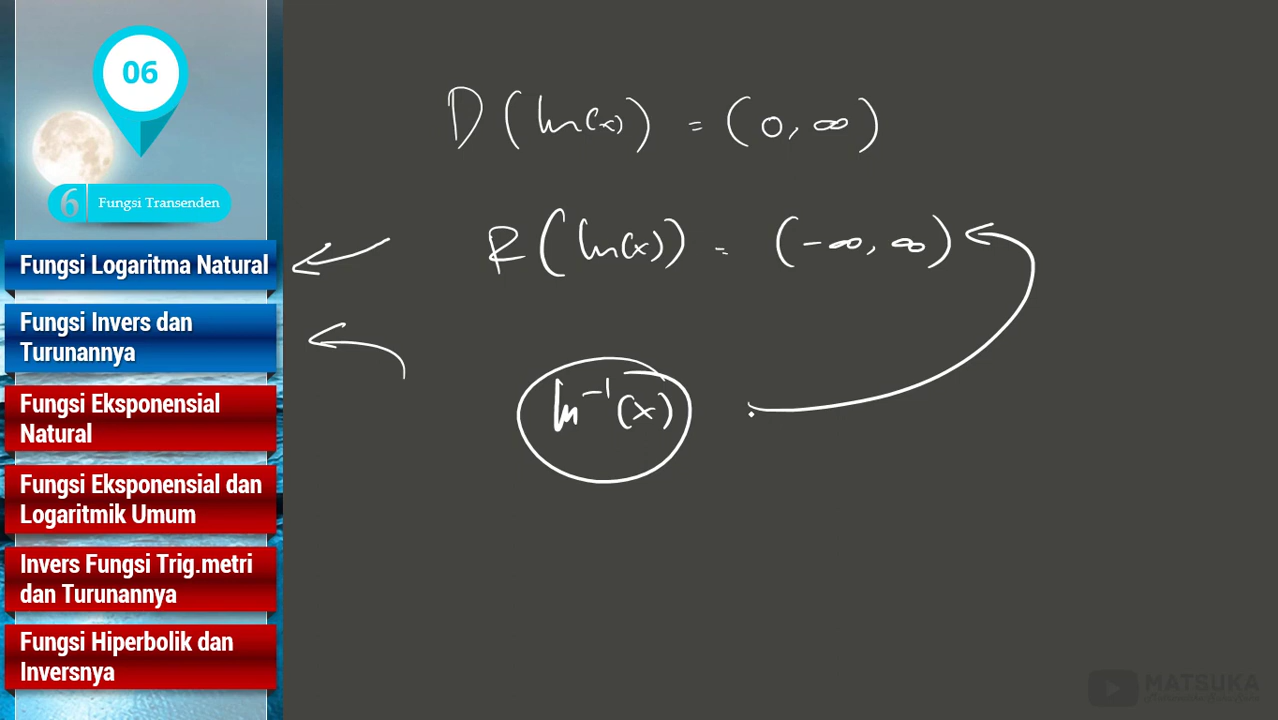 06
6 Fungsi Transenden
Fungsi Logaritma Natural
Fungsi Invers dan
Turunannya
Fungsi Eksponensial
Natural
Fungsi Eksponensial dan
Logaritmik Umum
Invers Fungsi Trig.metri
dan Turunannya
Fungsi Hiperbolik dan
Inversnya
D(ln(x)) = (0, ∞)
R(ln(x)) = (-∞, ∞)
ln⁻¹(x)
MATSUKA